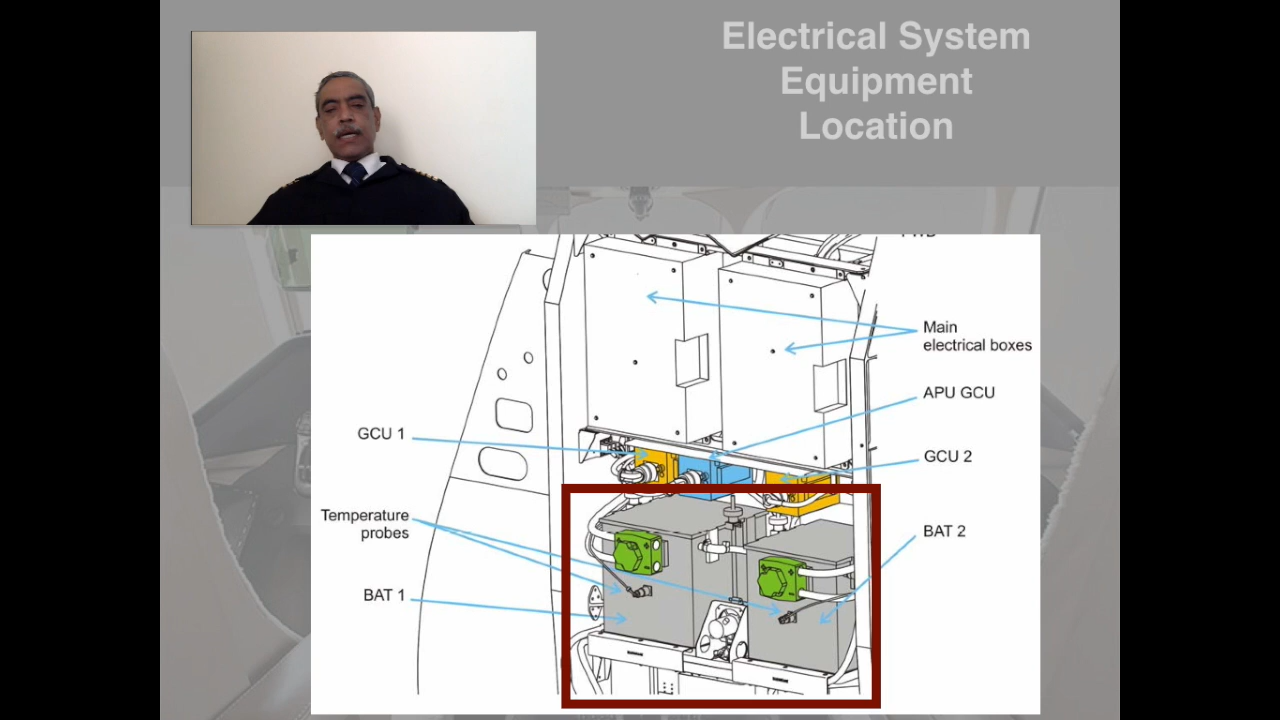 Electrical System
Equipment
Location
Main
electrical boxes
APU GCU
GCU 1
GCU 2
Temperature
probes
BAT 2
BAT 1